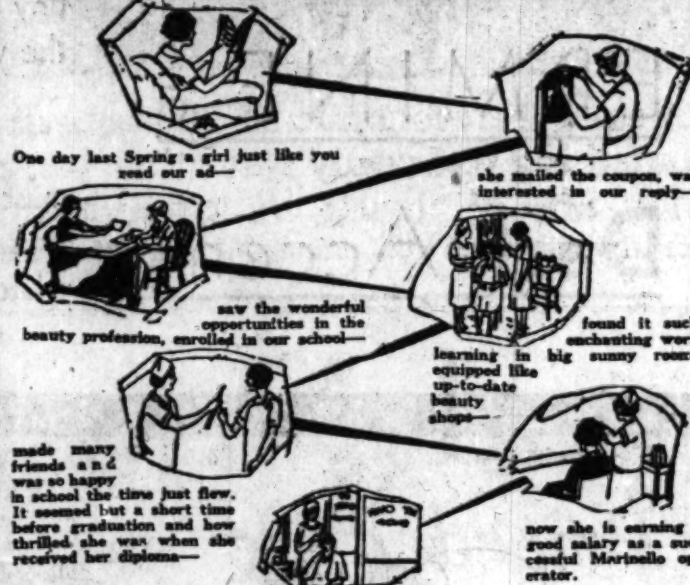 One day last Spring a girl just like you
read our ad—
she mailed the coupon, wa
interested in our reply—
saw the wonderful
opportunities in the
beauty profession, enrolled in our school—
found it suc
enchanting wor
learning in big sunny room
equipped like
up-to-date
beauty
shops—
made many
friends and
was so happy
in school the time just flew.
It seemed but a short time
before graduation and how
thrilled she was when she
received her diploma—
now she is earning
good salary as a suc
cessful Marinello op
erator.